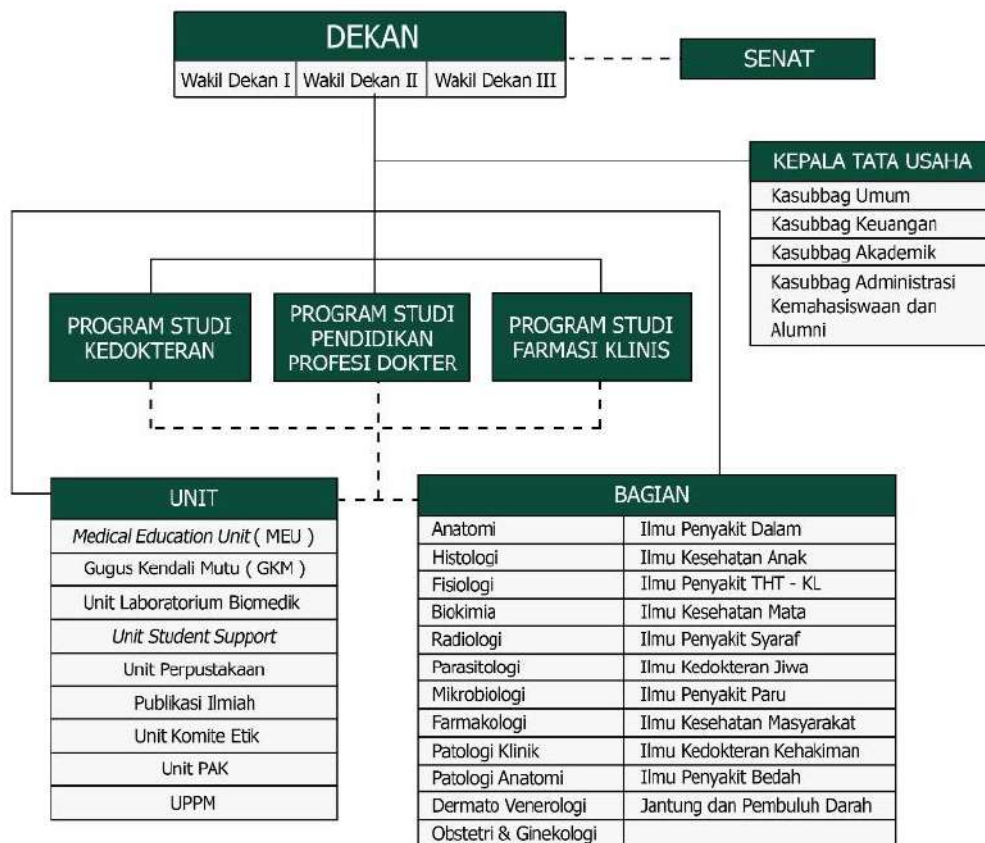 DEKAN
Wakil Dekan I
Wakil Dekan II
Wakil Dekan III
SENAT
KEPALA TATA USAHA
Kasubbag Umum
Kasubbag Keuangan
Kasubbag Akademik
Kasubbag Administrasi
Kemahasiswaan dan
Alumni
PROGRAM STUDI
KEDOKTERAN
PROGRAM STUDI
PENDIDIKAN
PROFESI DOKTER
PROGRAM STUDI
FARMASI KLINIS
UNIT
Medical Education Unit ( MEU )
Gugus Kendali Mutu ( GKM )
Unit Laboratorium Biomedik
Unit Student Support
Unit Perpustakaan
Publikasi Ilmiah
Unit Komite Etik
Unit PAK
UPPM
BAGIAN
Anatomi
Ilmu Penyakit Dalam
Histologi
Ilmu Kesehatan Anak
Fisiologi
Ilmu Penyakit THT - KL
Biokimia
Ilmu Kesehatan Mata
Radiologi
Ilmu Penyakit Syaraf
Parasitologi
Ilmu Kedokteran Jiwa
Mikrobiologi
Ilmu Penyakit Paru
Farmakologi
Ilmu Kesehatan Masyarakat
Patologi Klinik
Ilmu Kedokteran Kehakiman
Patologi Anatomi
Ilmu Penyakit Bedah
Dermato Venerologi
Jantung dan Pembuluh Darah
Obstetri & Ginekologi